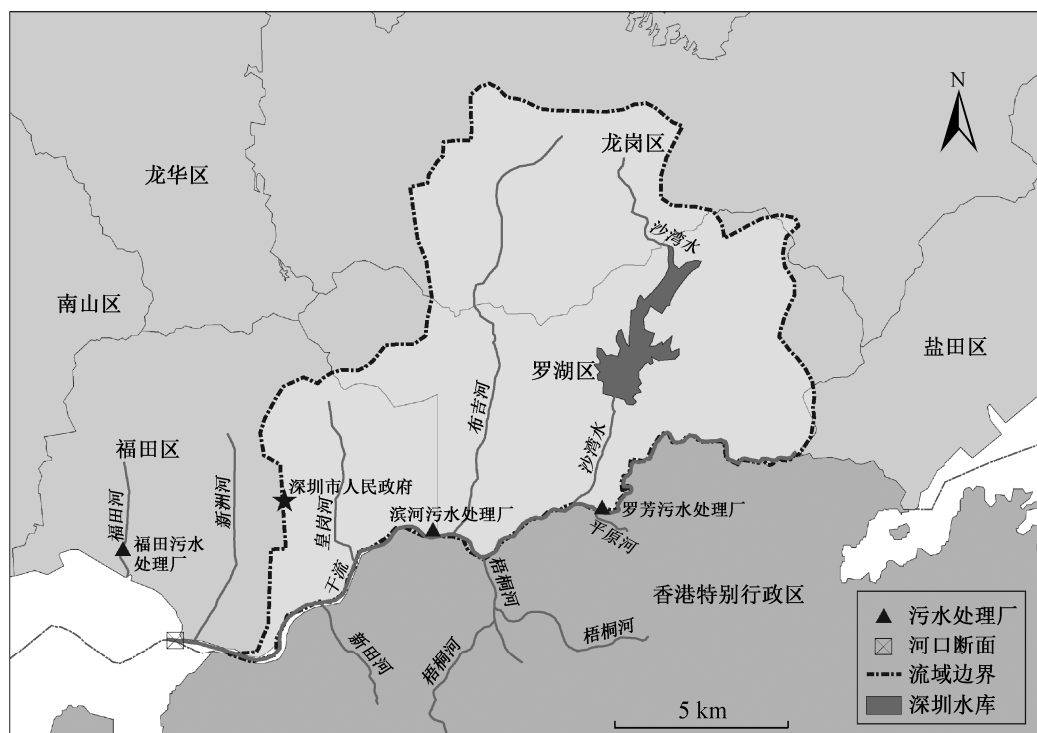 N
龙岗区
龙华区
沙湾水
南山区
盐田区
罗湖区
布吉河
沙湾水
福田区
深圳市人民政府
新洲河
皇岗河
福田河
滨河污水处理厂
罗芳污水处理厂
平原河
福田污水
处理厂
干流
梧桐河
香港特别行政区
梧桐河
新田河
梧桐河
污水处理厂
河口断面
流域边界
深圳水库
5 km